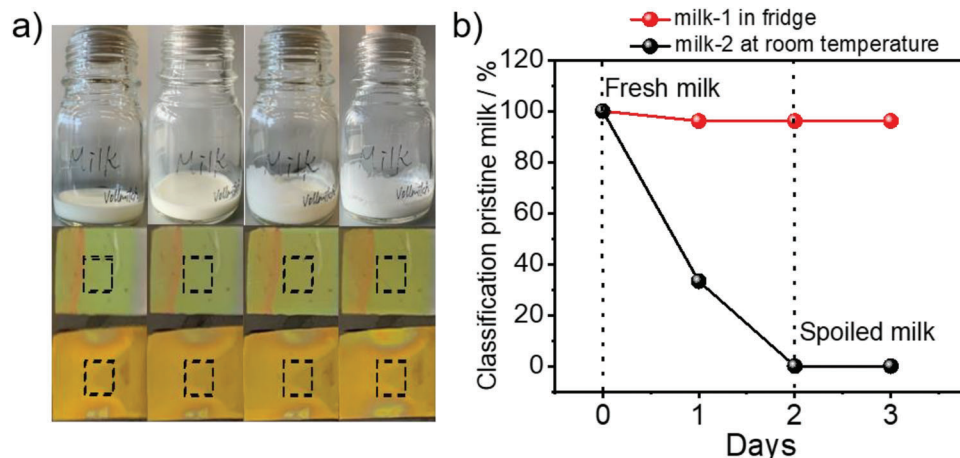 a)
Milk
Vollmilch
Milk
Vollmilch
Milk
Vollmilch
Milk
Vollmilch
b)
milk-1 in fridge
milk-2 at room temperature
Classification pristine milk / %
120
100
80
60
40
20
0
Fresh milk
Spoiled milk
0 1 2 3
Days